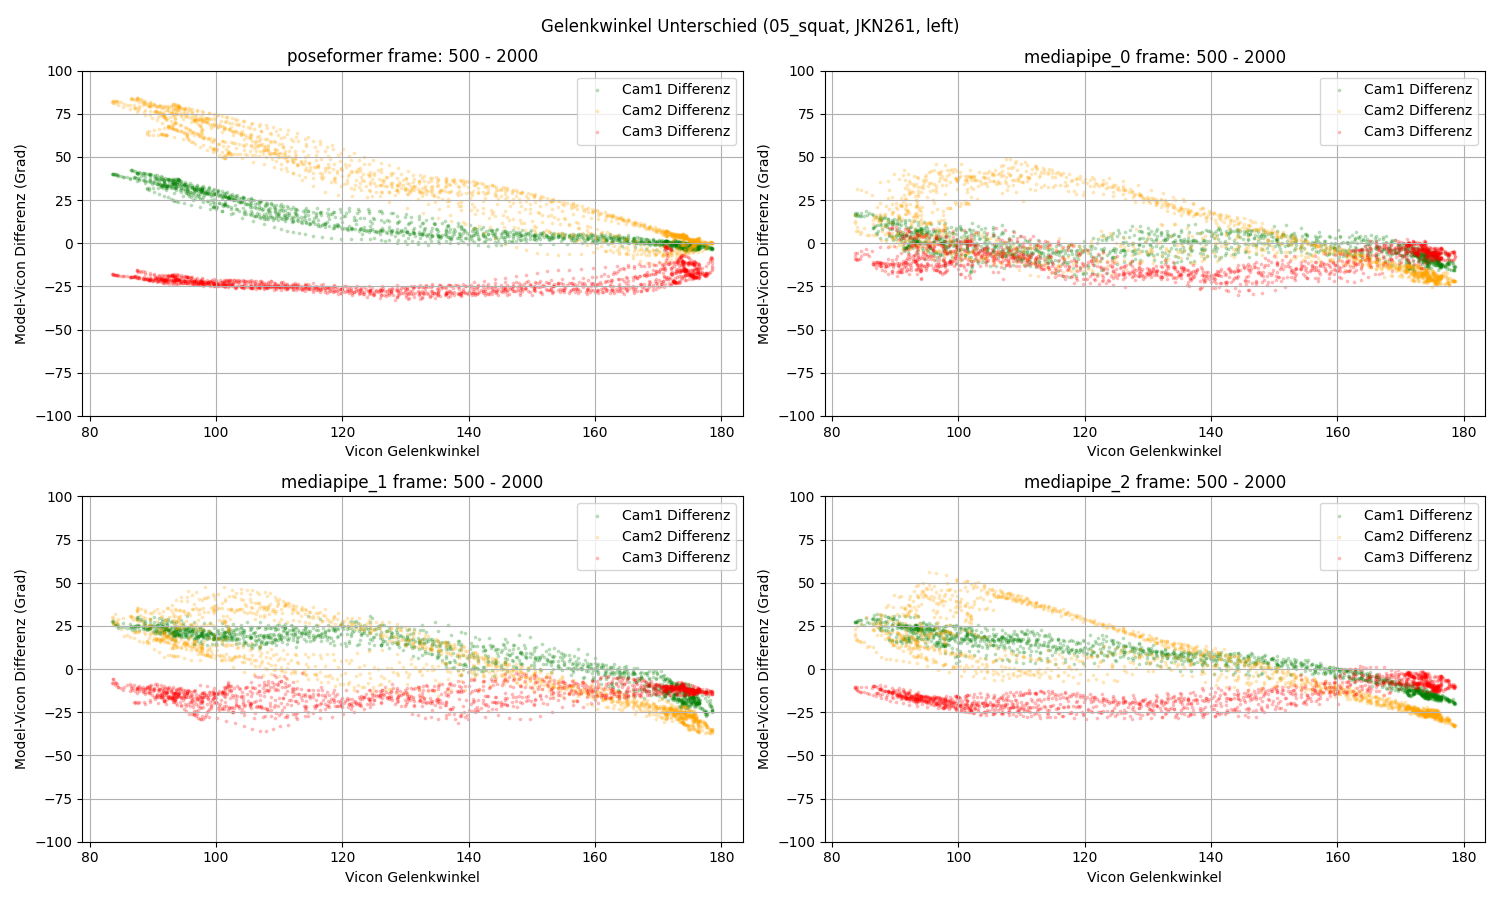 Gelenkwinkel Unterschied (05_squat, JKN261, left)
poseformer frame: 500 - 2000
100
75
50
25
0
−25
−50
−75
−100
Model-Vicon Differenz (Grad)
80 100 120 140 160 180
Vicon Gelenkwinkel
Cam1 Differenz
Cam2 Differenz
Cam3 Differenz
mediapipe_0 frame: 500 - 2000
100
75
50
25
0
−25
−50
−75
−100
Model-Vicon Differenz (Grad)
80 100 120 140 160 180
Vicon Gelenkwinkel
Cam1 Differenz
Cam2 Differenz
Cam3 Differenz
mediapipe_1 frame: 500 - 2000
100
75
50
25
0
−25
−50
−75
−100
Model-Vicon Differenz (Grad)
80 100 120 140 160 180
Vicon Gelenkwinkel
Cam1 Differenz
Cam2 Differenz
Cam3 Differenz
mediapipe_2 frame: 500 - 2000
100
75
50
25
0
−25
−50
−75
−100
Model-Vicon Differenz (Grad)
80 100 120 140 160 180
Vicon Gelenkwinkel
Cam1 Differenz
Cam2 Differenz
Cam3 Differenz